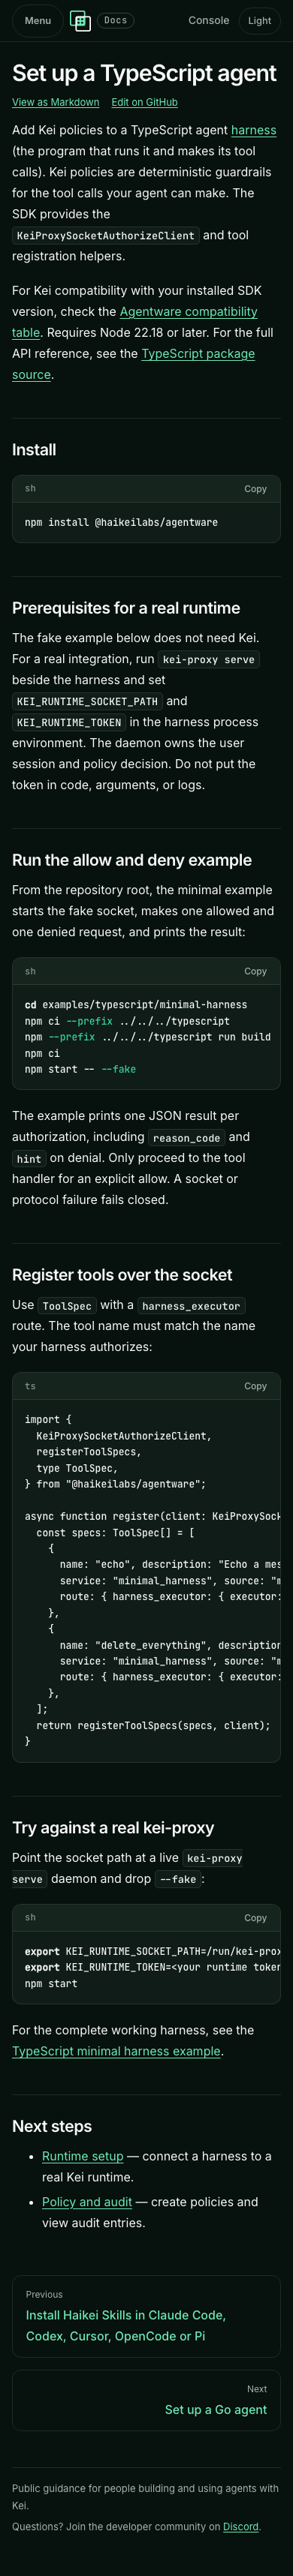 Menu
Docs
Console
Light
Set up a TypeScript agent
View as Markdown
Edit on GitHub
Add Kei policies to a TypeScript agent harness
(the program that runs it and makes its tool
calls). Kei policies are deterministic guardrails
for the tool calls your agent can make. The
SDK provides the
KeiProxySocketAuthorizeClient and tool
registration helpers.
For Kei compatibility with your installed SDK
version, check the Agentware compatibility
table. Requires Node 22.18 or later. For the full
API reference, see the TypeScript package
source.
Install
sh
Copy
npm install @haikeilabs/agentware
Prerequisites for a real runtime
The fake example below does not need Kei.
For a real integration, run kei-proxy serve
beside the harness and set
KEI_RUNTIME_SOCKET_PATH and
KEI_RUNTIME_TOKEN in the harness process
environment. The daemon owns the user
session and policy decision. Do not put the
token in code, arguments, or logs.
Run the allow and deny example
From the repository root, the minimal example
starts the fake socket, makes one allowed and
one denied request, and prints the result:
sh
Copy
cd examples/typescript/minimal-harness
npm ci --prefix ../../../typescript
npm --prefix ../../../typescript run build
npm ci
npm start -- --fake
The example prints one JSON result per
authorization, including reason_code and
hint on denial. Only proceed to the tool
handler for an explicit allow. A socket or
protocol failure fails closed.
Register tools over the socket
Use ToolSpec with a harness_executor
route. The tool name must match the name
your harness authorizes:
ts
Copy
import {
  KeiProxySocketAuthorizeClient,
  registerToolSpecs,
  type ToolSpec,
} from "@haikeilabs/agentware";
async function register(client: KeiProxySock
  const specs: ToolSpec[] = [
    {
      name: "echo", description: "Echo a mes
      service: "minimal_harness", source: "m
      route: { harness_executor: { executor:
    },
    {
      name: "delete_everything", description
      service: "minimal_harness", source: "m
      route: { harness_executor: { executor:
    },
  ];
  return registerToolSpecs(specs, client);
}
Try against a real kei-proxy
Point the socket path at a live kei-proxy
serve daemon and drop --fake:
sh
Copy
export KEI_RUNTIME_SOCKET_PATH=/run/kei-prox
export KEI_RUNTIME_TOKEN=<your runtime token
npm start
For the complete working harness, see the
TypeScript minimal harness example.
Next steps
• Runtime setup — connect a harness to a
real Kei runtime.
• Policy and audit — create policies and
view audit entries.
Previous
Install Haikei Skills in Claude Code,
Codex, Cursor, OpenCode or Pi
Next
Set up a Go agent
Public guidance for people building and using agents with
Kei.
Questions? Join the developer community on Discord.